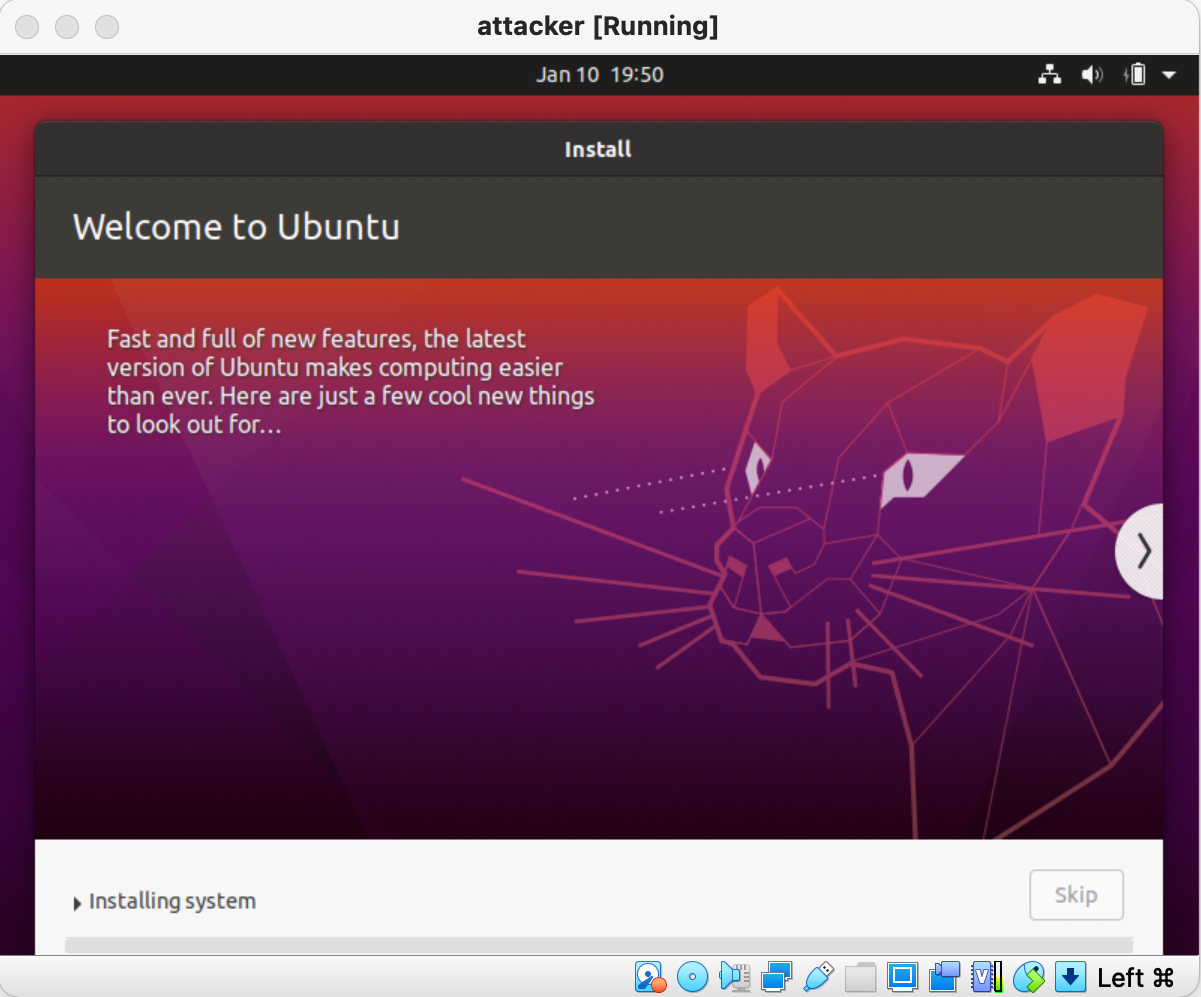 attacker [Running]
Jan 10 19:50
Install
Welcome to Ubuntu
Fast and full of new features, the latest
version of Ubuntu makes computing easier
than ever. Here are just a few cool new things
to look out for…
Installing system
Skip
Left ⌘